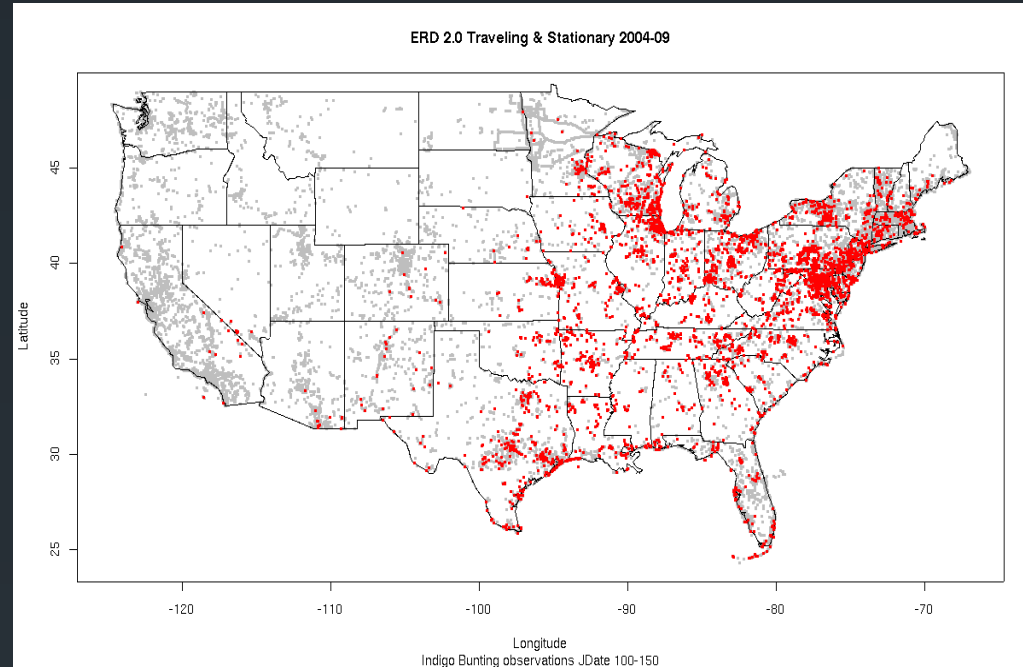 ERD 2.0 Traveling & Stationary 2004-09
45
40
35
30
25
Latitude
-120 -110 -100 -90 -80 -70
Longitude
Indigo Bunting observations JDate 100-150